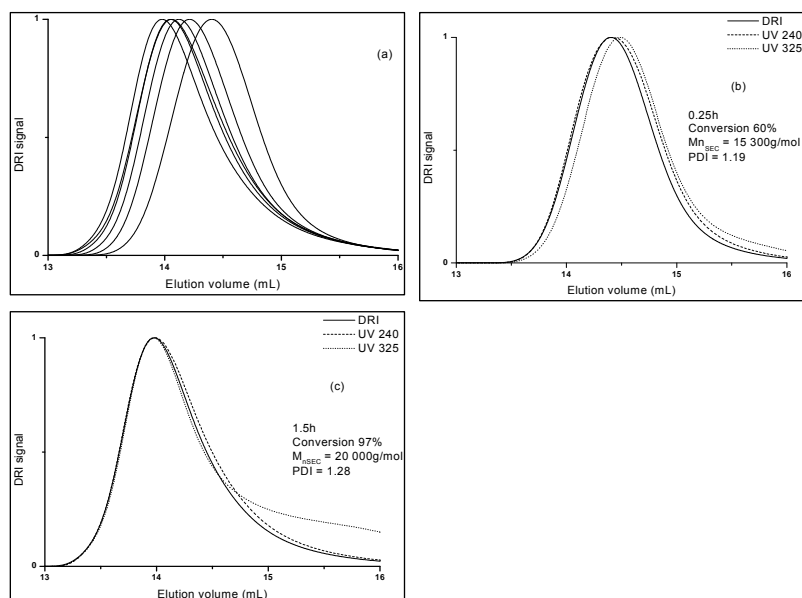 (a)
DRI signal
1
0
13 14 15 16
Elution volume (mL)
DRI
UV 240
UV 325
(b)
0.25h
Conversion 60%
MnSEC = 15 300g/mol
PDI = 1.19
DRI signal
1
0
13 14 15 16
Elution volume (mL)
DRI
UV 240
UV 325
(c)
1.5h
Conversion 97%
MnSEC = 20 000g/mol
PDI = 1.28
DRI signal
1
0
13 14 15 16
Elution volume (mL)